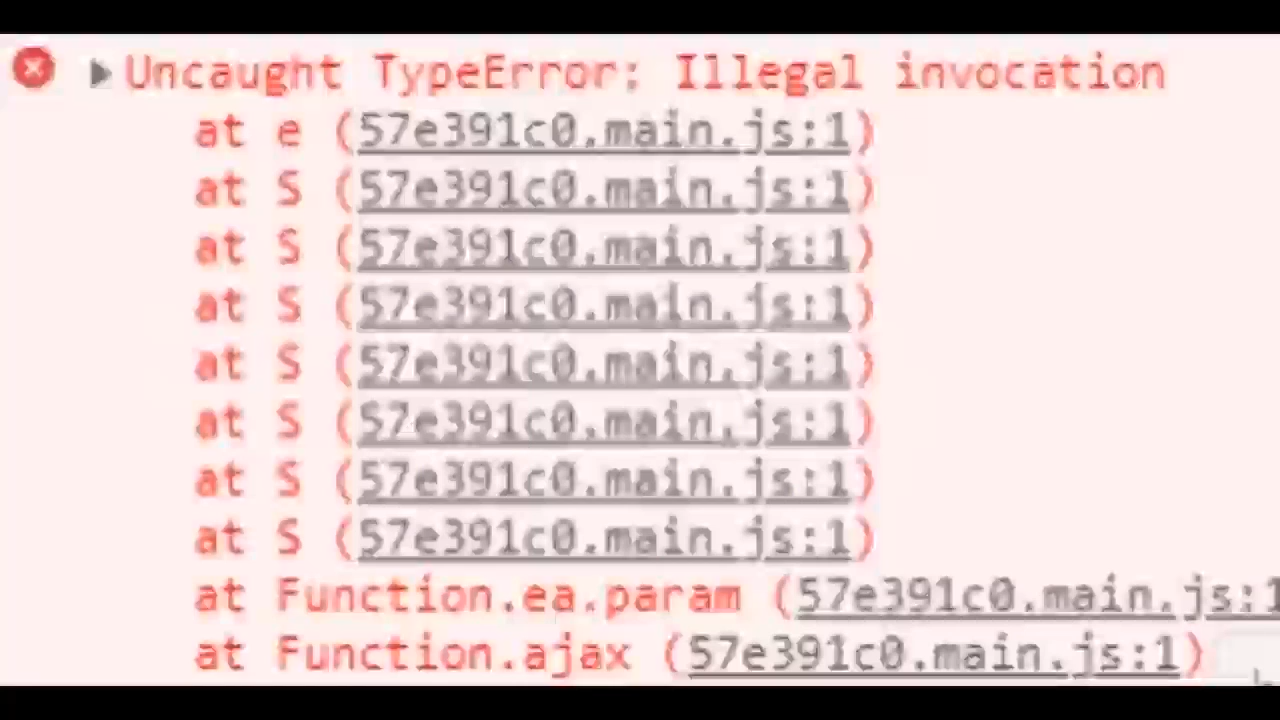 Uncaught TypeError: Illegal invocation
at e (57e391c0.main.js:1)
at S (57e391c0.main.js:1)
at S (57e391c0.main.js:1)
at S (57e391c0.main.js:1)
at S (57e391c0.main.js:1)
at S (57e391c0.main.js:1)
at S (57e391c0.main.js:1)
at S (57e391c0.main.js:1)
at Function.ea.param (57e391c0.main.js:1
at Function.ajax (57e391c0.main.js:1)